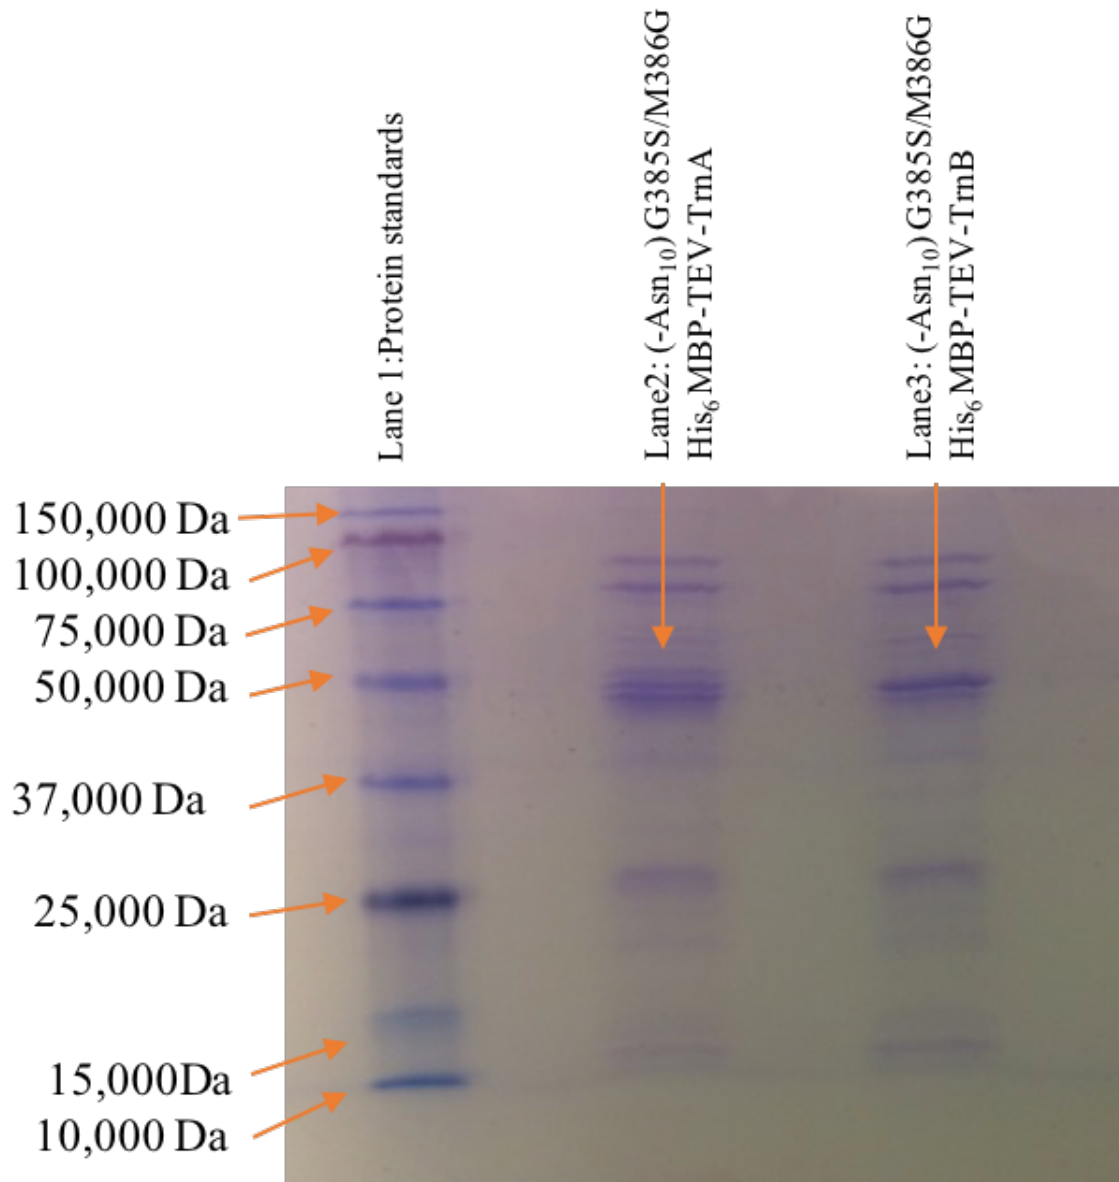 Lane 1:Protein standards
Lane2: (-Asn₁₀) G385S/M386G
His₆ MBP-TEV-TrnA
Lane3: (-Asn₁₀) G385S/M386G
His₆ MBP-TEV-TrnB
150,000 Da
100,000 Da
75,000 Da
50,000 Da
37,000 Da
25,000 Da
15,000Da
10,000 Da